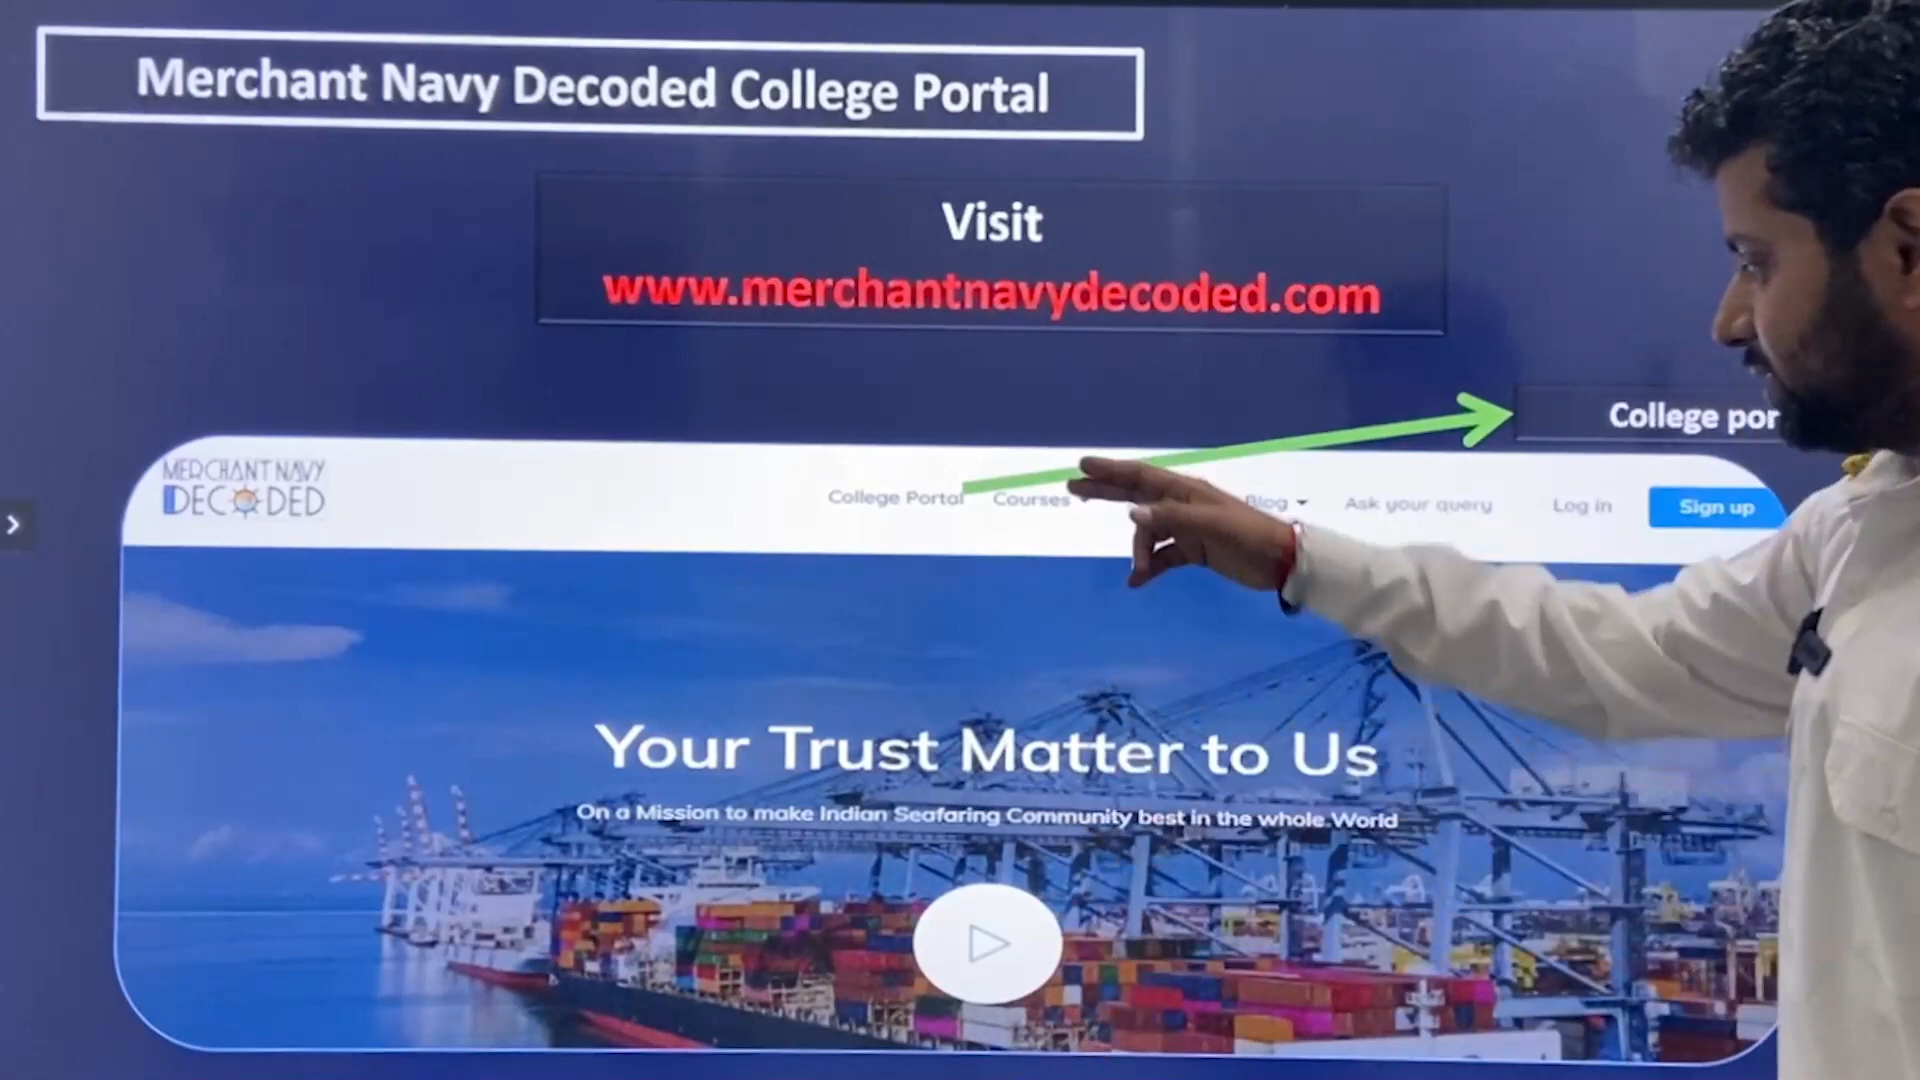 Merchant Navy Decoded College Portal
Visit
www.merchantnavydecoded.com
College por
MERCHANT NAVY
DECODED
College Portal Courses Blog Ask your query Log in Sign up
Your Trust Matter to Us
On a Mission to make Indian Seafaring Community best in the whole World